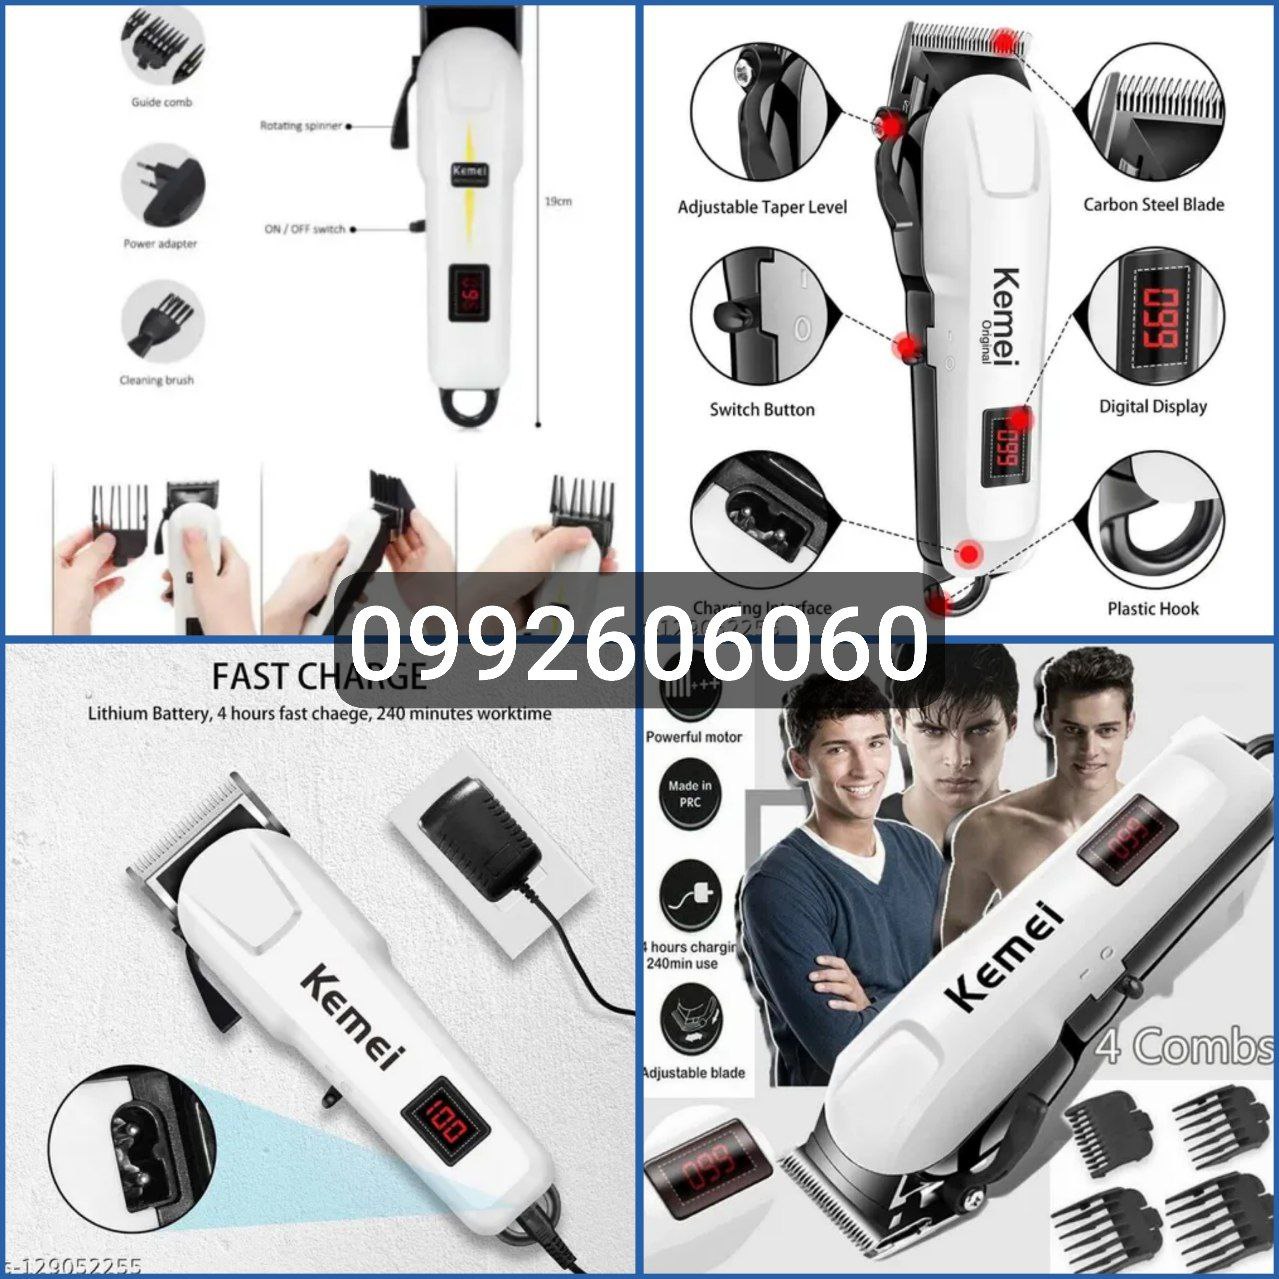 Guide comb
Rotating spinner
Kemei
ON / OFF switch
19cm
Power adapter
Cleaning brush
Adjustable Taper Level
Carbon Steel Blade
Kemei
Original
099
Switch Button
Digital Display
Charging Interface
Plastic Hook
0992606060
FAST CHARGE
Lithium Battery, 4 hours fast chaege, 240 minutes worktime
Kemei
100
s-129052255
Powerful motor
Made in
PRC
4 hours chargin
240min use
Adjustable blade
Kemei
099
4 Combs
099